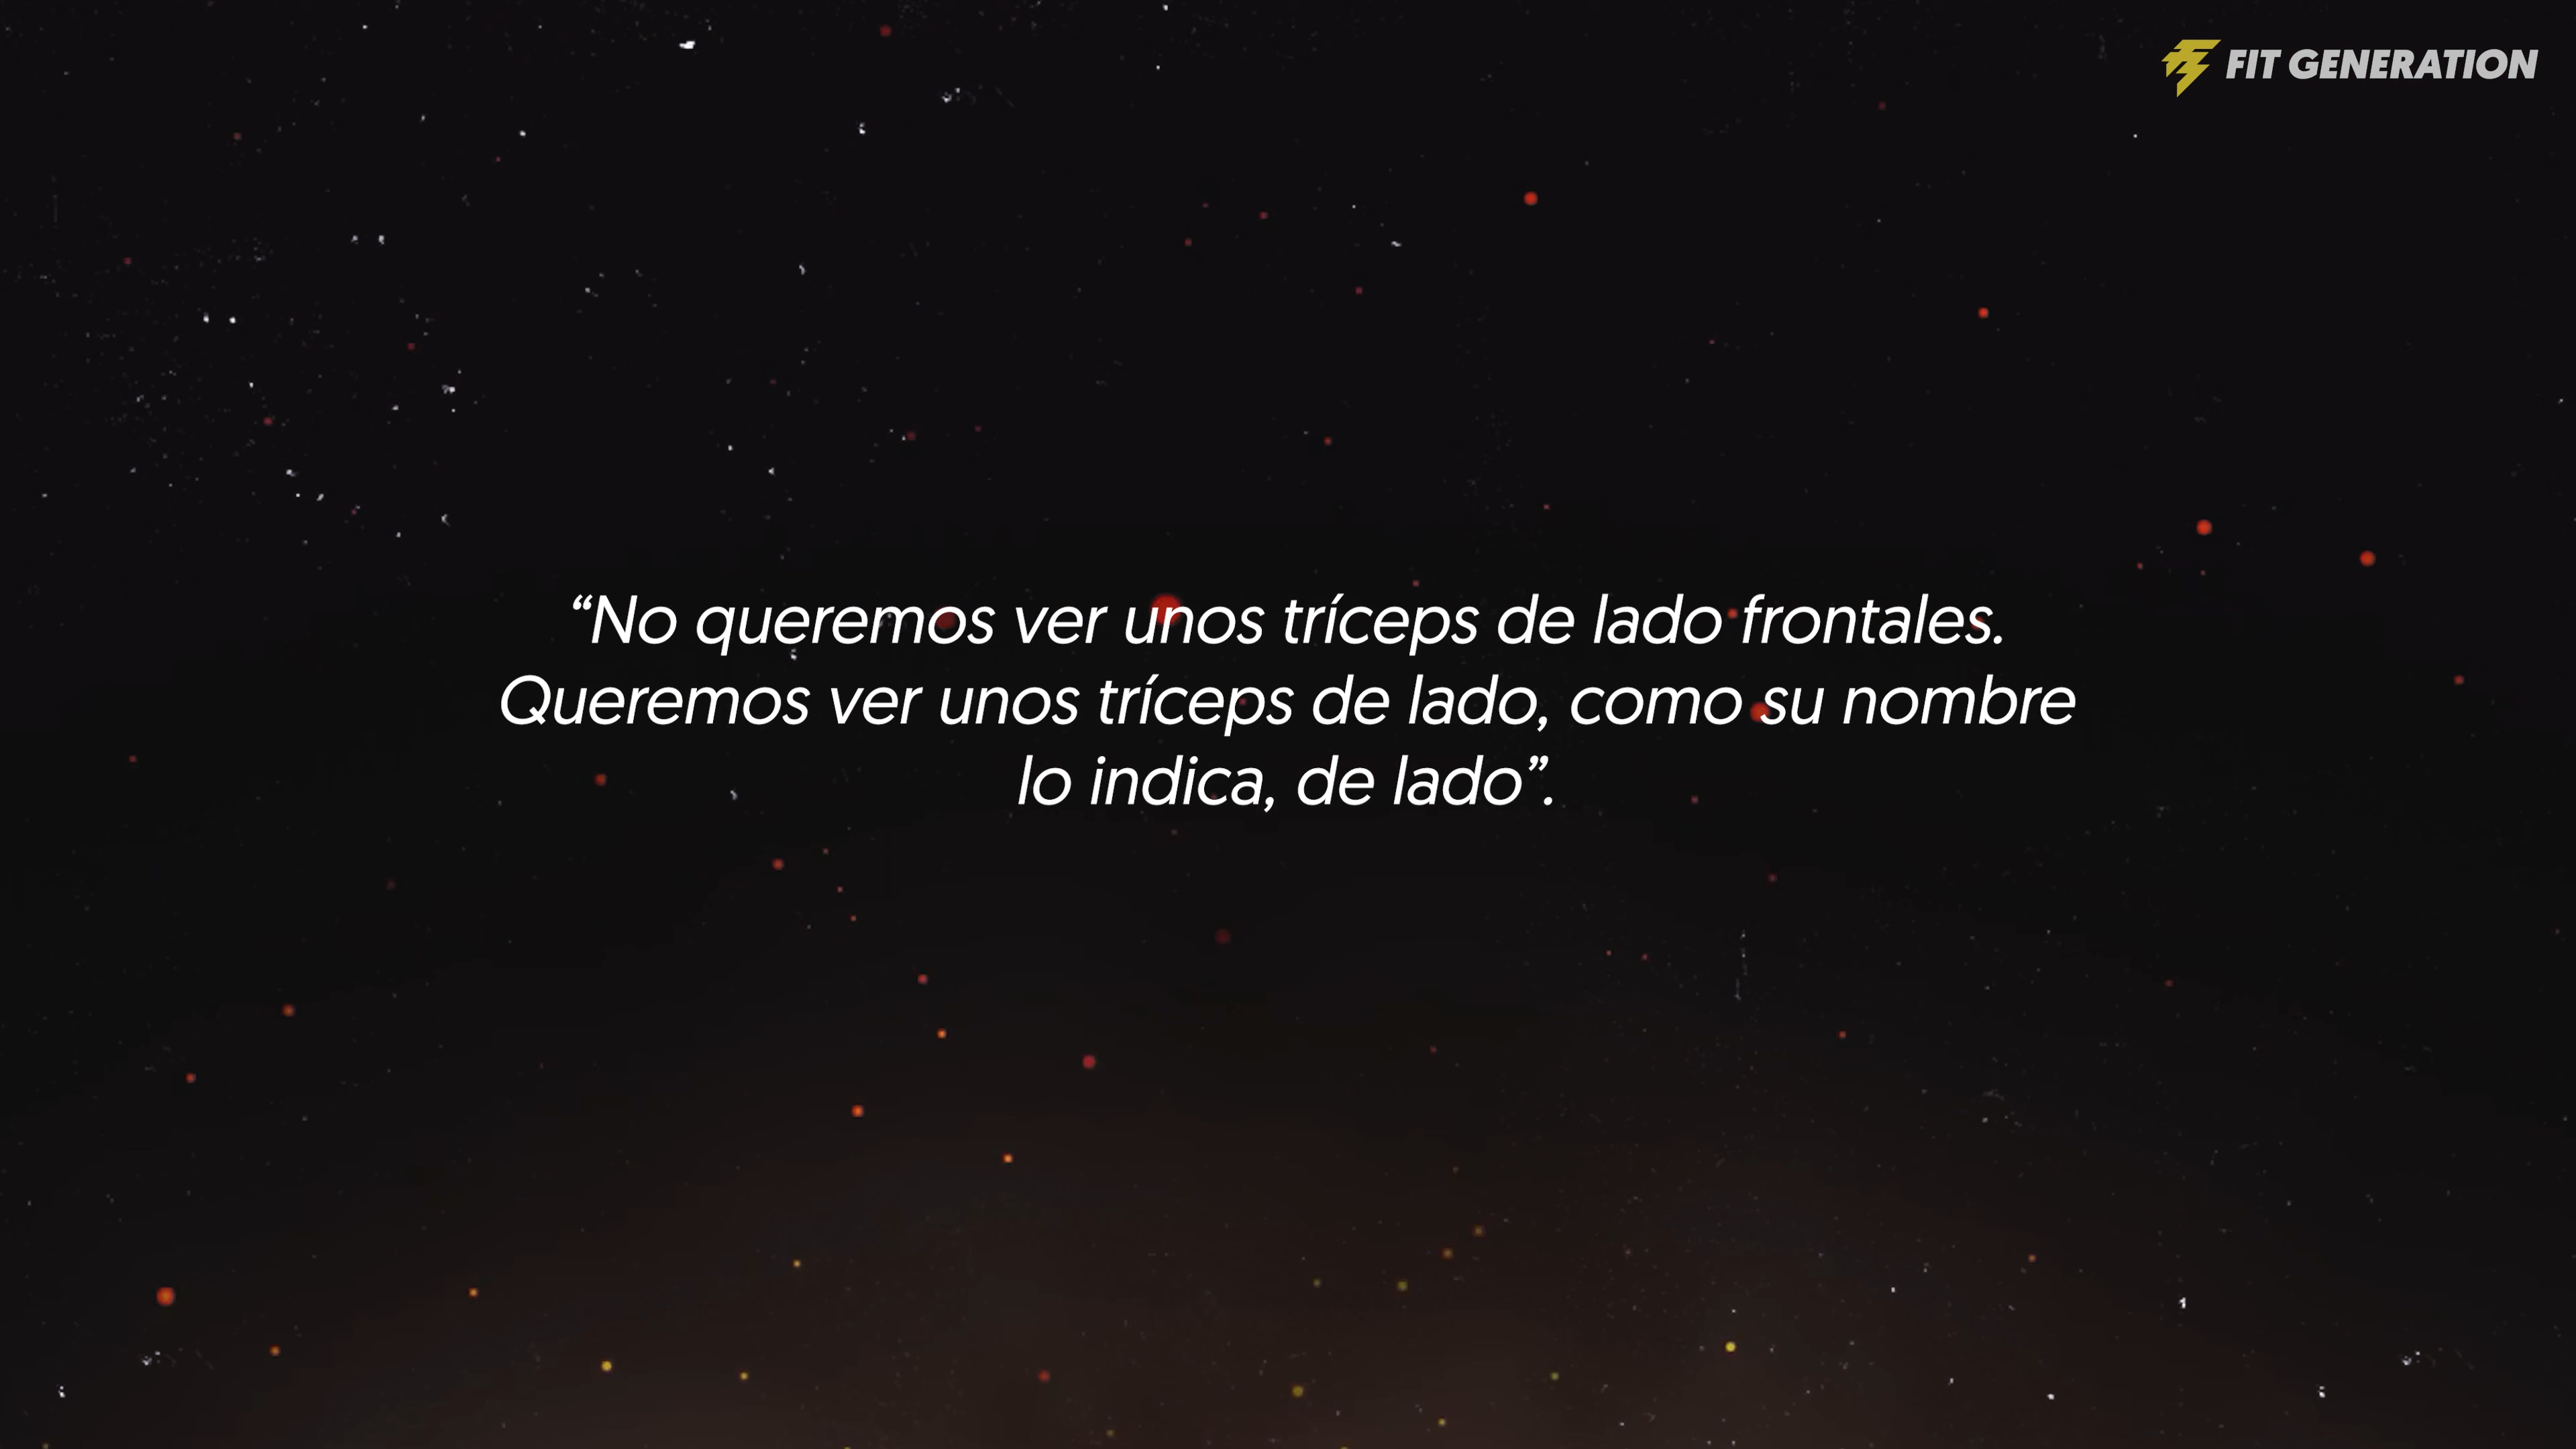 FIT GENERATION
“No queremos ver unos tríceps de lado frontales.
Queremos ver unos tríceps de lado, como su nombre
lo indica, de lado”.